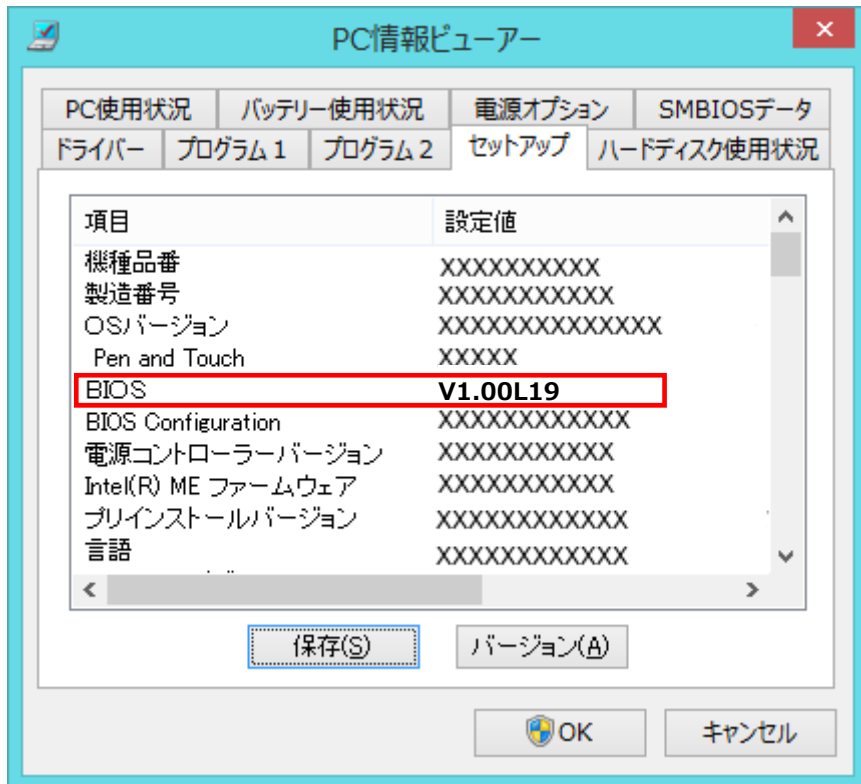 PC情報ビューアー
PC使用状況 バッテリー使用状況 電源オプション SMBIOSデータ
ドライバー プログラム 1 プログラム 2 セットアップ ハードディスク使用状況
項目 設定値
機種品番 XXXXXXXXXX
製造番号 XXXXXXXXXXX
OSバージョン XXXXXXXXXXXXXX
Pen and Touch XXXXX
BIOS V1.00L19
BIOS Configuration XXXXXXXXXXXX
電源コントローラーバージョン XXXXXXXXXXX
Intel(R) ME ファームウェア XXXXXXXXXXX
プリインストールバージョン XXXXXXXXXXXX
言語 XXXXXXXXXXXX
保存(S) バージョン(A)
OK キャンセル